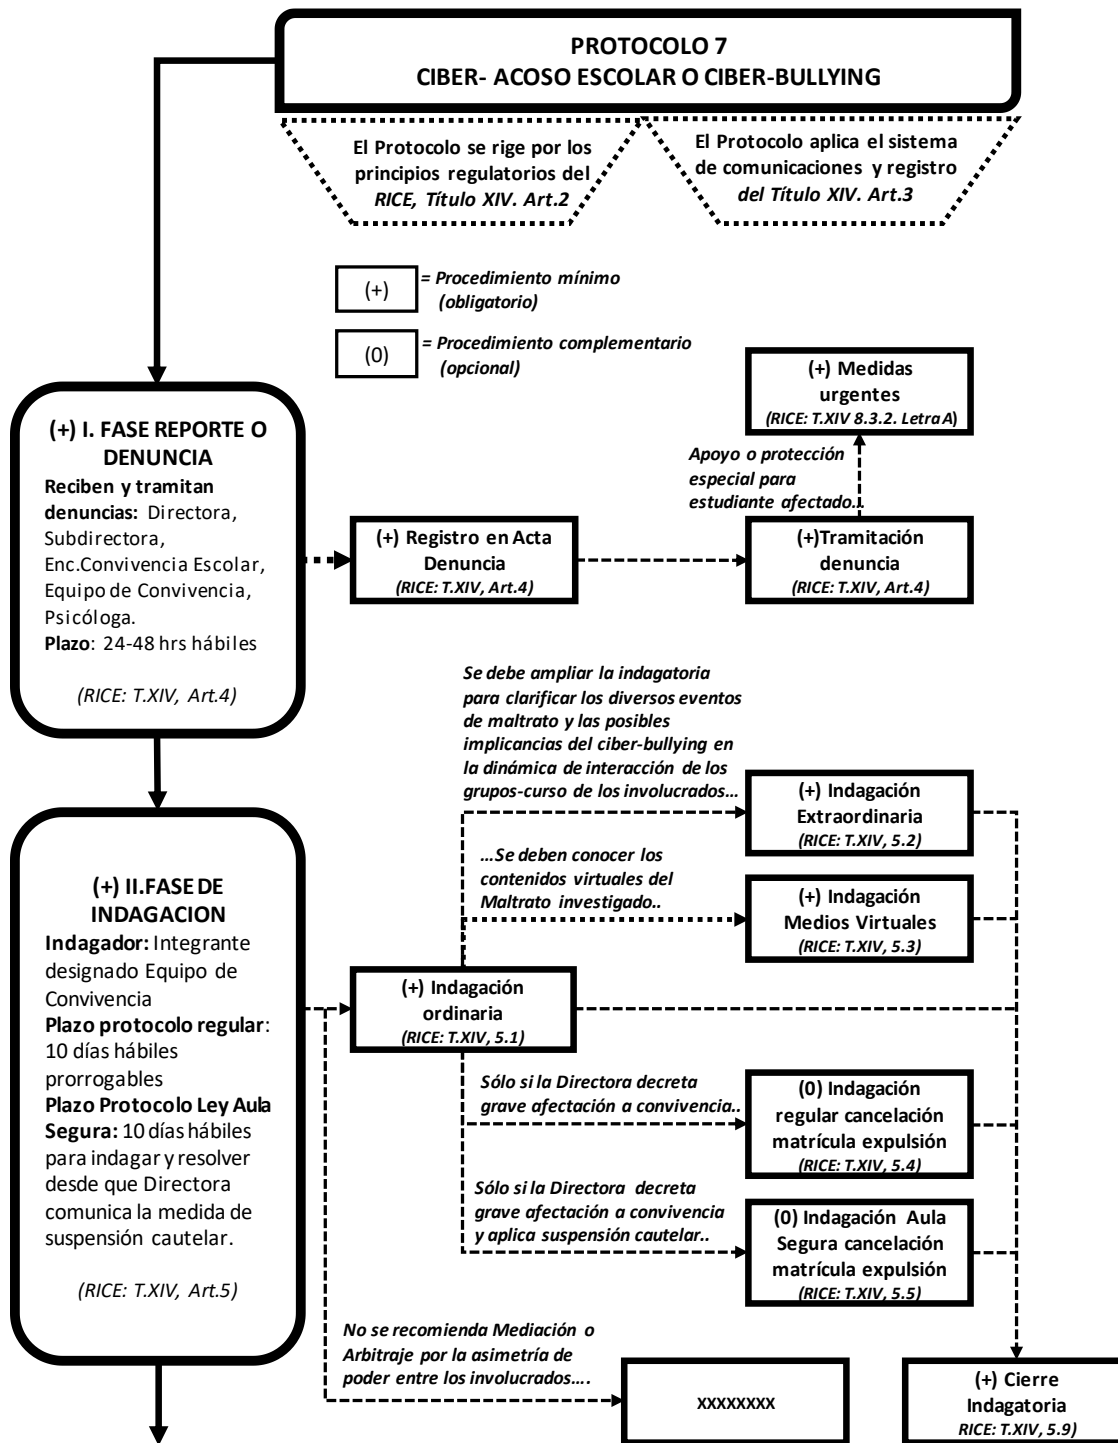 PROTOCOLO 7
CIBER- ACOSO ESCOLAR O CIBER-BULLYING
El Protocolo se rige por los
principios regulatorios del
RICE, Título XIV. Art.2
El Protocolo aplica el sistema
de comunicaciones y registro
del Título XIV. Art.3
(+)
= Procedimiento mínimo
(obligatorio)
(0)
= Procedimiento complementario
(opcional)
(+) Medidas
urgentes
(RICE: T.XIV 8.3.2. Letra A)
Apoyo o protección
especial para
estudiante afectado...
(+) I. FASE REPORTE O
DENUNCIA
Reciben y tramitan
denuncias: Directora,
Subdirectora,
Enc.Convivencia Escolar,
Equipo de Convivencia,
Psicóloga.
Plazo: 24-48 hrs hábiles
(RICE: T.XIV, Art.4)
(+) Registro en Acta
Denuncia
(RICE: T.XIV, Art.4)
(+)Tramitación
denuncia
(RICE: T.XIV, Art.4)
Se debe ampliar la indagatoria
para clarificar los diversos eventos
de maltrato y las posibles
implicancias del ciber-bullying en
la dinámica de interacción de los
grupos-curso de los involucrados...
(+) Indagación
Extraordinaria
(RICE: T.XIV, 5.2)
...Se deben conocer los
contenidos virtuales del
Maltrato investigado..
(+) Indagación
Medios Virtuales
(RICE: T.XIV, 5.3)
(+) II.FASE DE
INDAGACION
Indagador: Integrante
designado Equipo de
Convivencia
Plazo protocolo regular:
10 días hábiles
prorrogables
Plazo Protocolo Ley Aula
Segura: 10 días hábiles
para indagar y resolver
desde que Directora
comunica la medida de
suspensión cautelar.
(RICE: T.XIV, Art.5)
(+) Indagación
ordinaria
(RICE: T.XIV, 5.1)
Sólo si la Directora decreta
grave afectación a convivencia..
(0) Indagación
regular cancelación
matrícula expulsión
(RICE: T.XIV, 5.4)
Sólo si la Directora decreta
grave afectación a convivencia
y aplica suspensión cautelar..
(0) Indagación Aula
Segura cancelación
matrícula expulsión
(RICE: T.XIV, 5.5)
No se recomienda Mediación o
Arbitraje por la asimetría de
poder entre los involucrados....
XXXXXXXX
(+) Cierre
Indagatoria
RICE: T.XIV, 5.9)